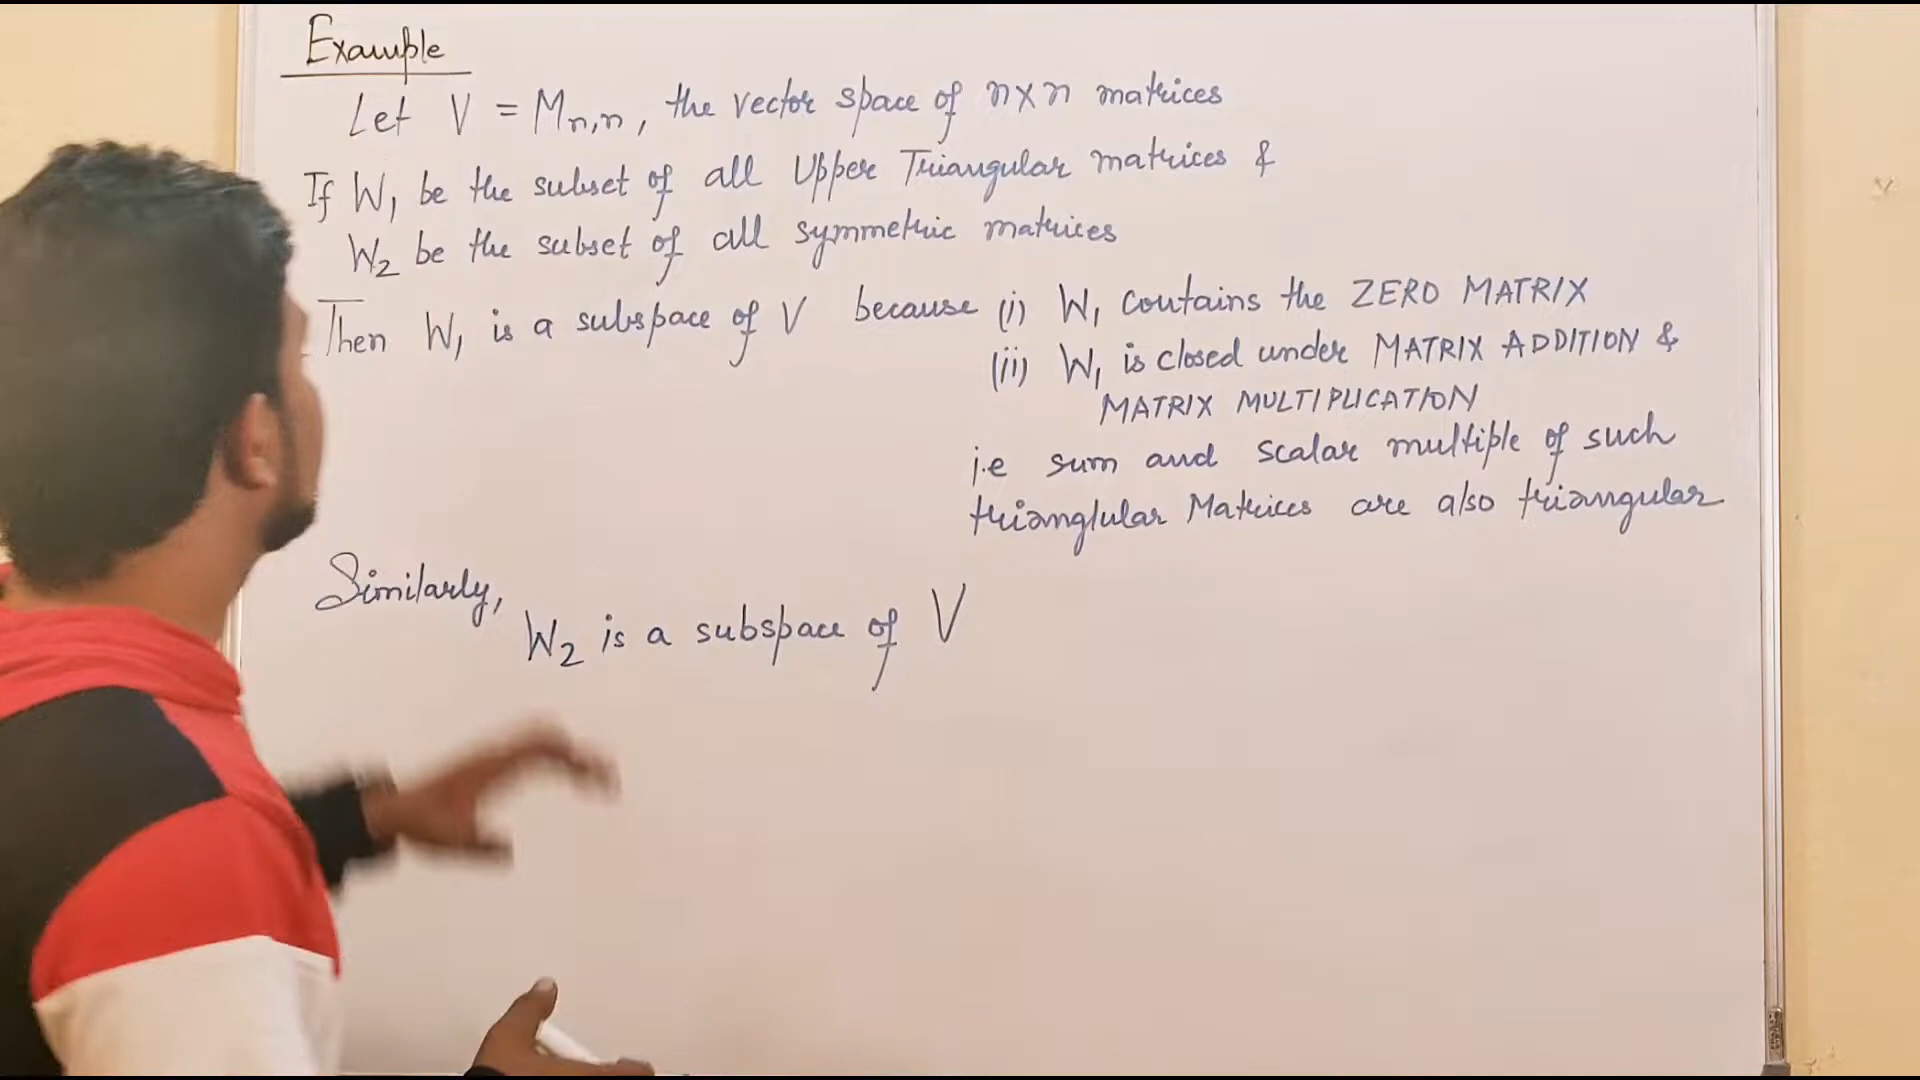 Example
Let V = Mn,n, the vector space of n×n matrices
If W1 be the subset of all Upper Triangular matrices &
W2 be the subset of all symmetric matrices
Then W1 is a subspace of V because (i) W1 contains the ZERO MATRIX
(ii) W1 is closed under MATRIX ADDITION &
MATRIX MULTIPLICATION
i.e sum and scalar multiple of such
trianglular Matrices are also triangular
Similarly,
W2 is a subspace of V